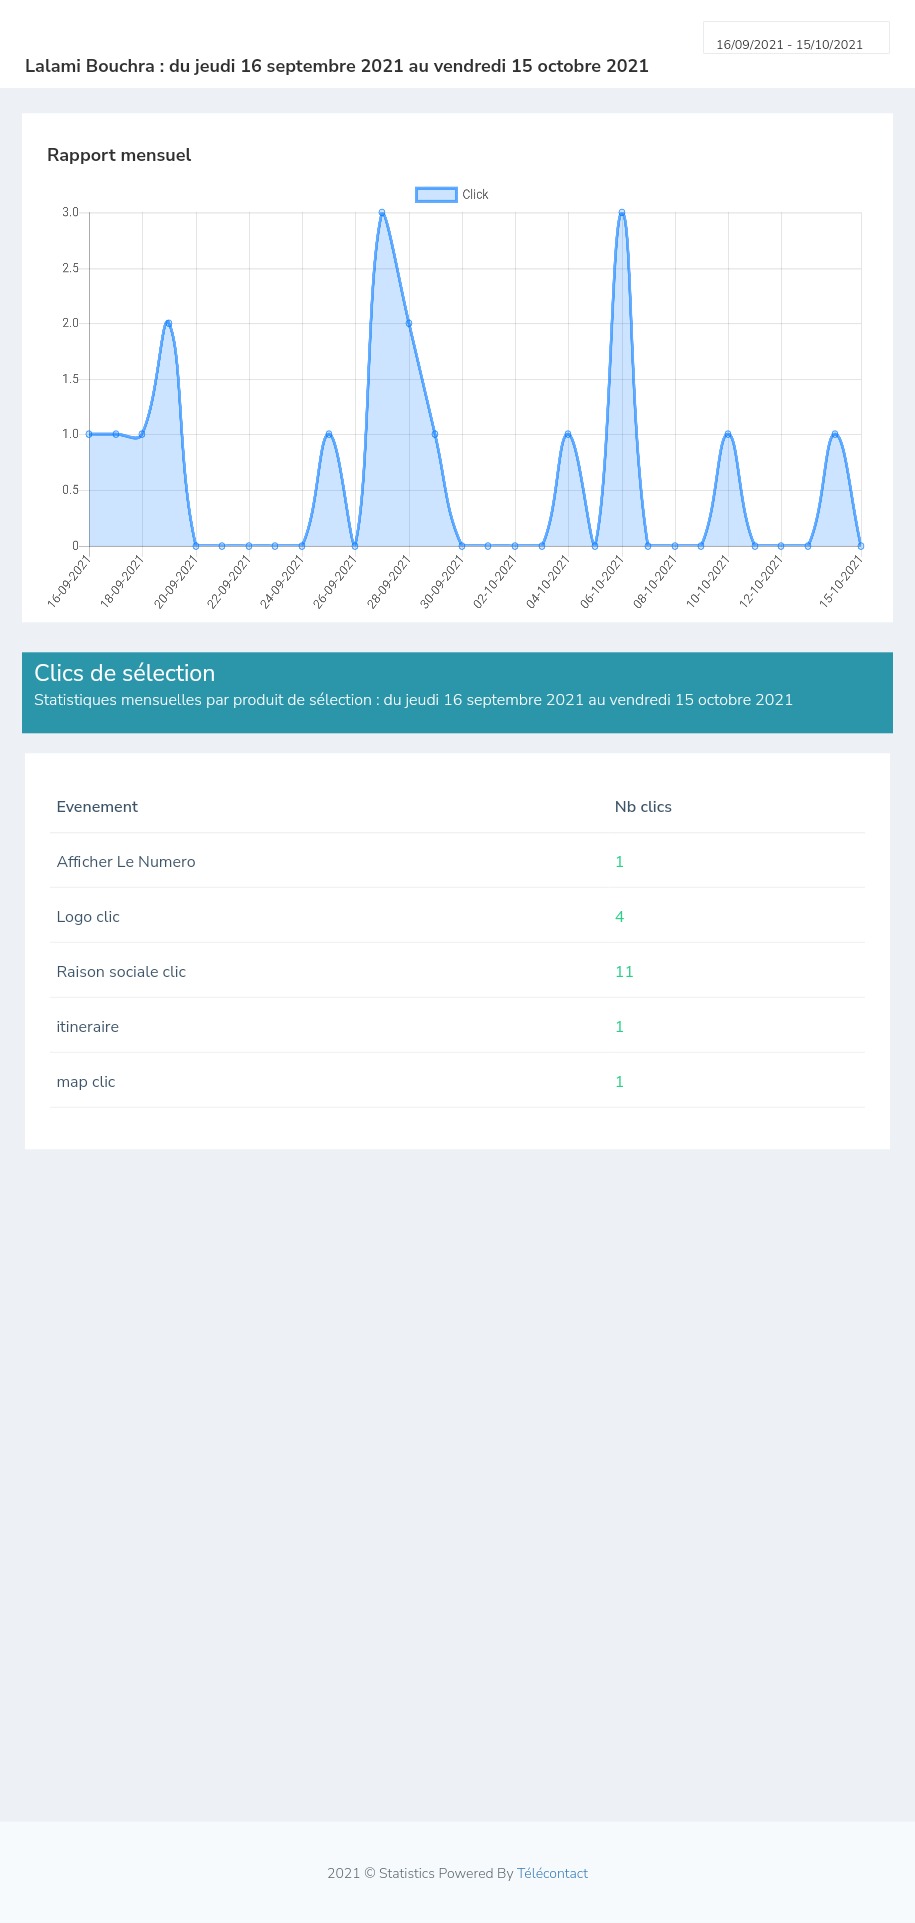 16/09/2021 - 15/10/2021
Lalami Bouchra : du jeudi 16 septembre 2021 au vendredi 15 octobre 2021
Rapport mensuel
Click
3.0
2.5
2.0
1.5
1.0
0.5
0
16-09-2021
18-09-2021
20-09-2021
22-09-2021
24-09-2021
26-09-2021
28-09-2021
30-09-2021
02-10-2021
04-10-2021
06-10-2021
08-10-2021
10-10-2021
12-10-2021
15-10-2021
Clics de sélection
Statistiques mensuelles par produit de sélection : du jeudi 16 septembre 2021 au vendredi 15 octobre 2021
Evenement Nb clics
Afficher Le Numero 1
Logo clic 4
Raison sociale clic 11
itineraire 1
map clic 1
2021 © Statistics Powered By Télécontact